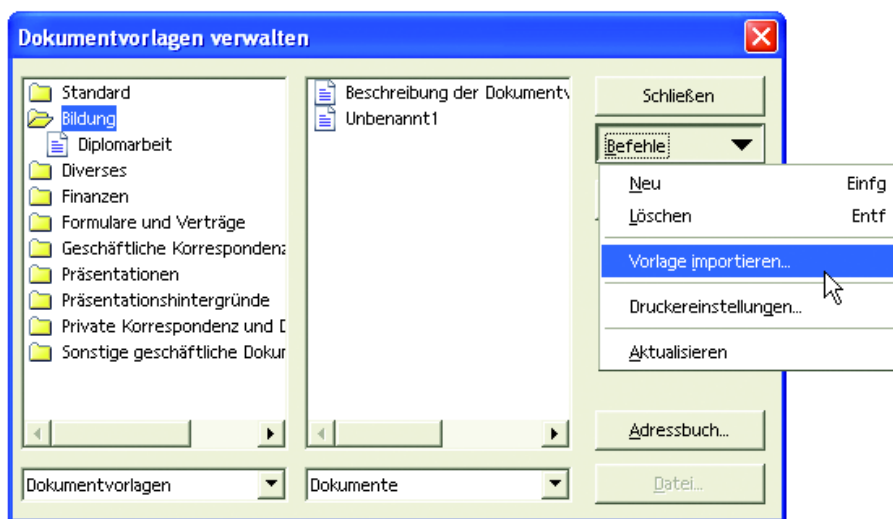 Dokumentvorlagen verwalten
Standard
Bildung
Diplomarbeit
Diverses
Finanzen
Formulare und Verträge
Geschäftliche Korrespondenz
Präsentationen
Präsentationshintergründe
Private Korrespondenz und D
Sonstige geschäftliche Dokum
Dokumentvorlagen
Beschreibung der Dokumentv
Unbenannt1
Dokumente
Schließen
Befehle
Neu Einfg
Löschen Entf
Vorlage importieren...
Druckereinstellungen...
Aktualisieren
Adressbuch...
Datei...